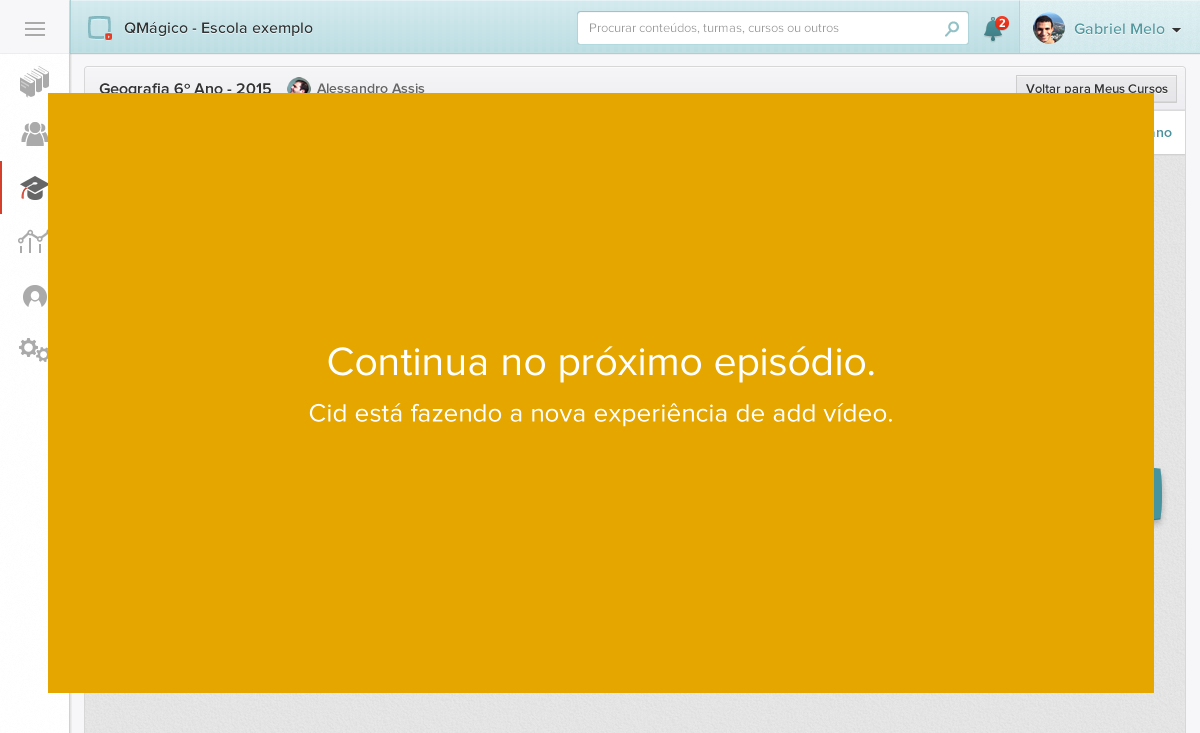 QMágico - Escola exemplo
Procurar conteúdos, turmas, cursos ou outros
2
Gabriel Melo
Geografia 6º Ano - 2015
Alessandro Assis
Voltar para Meus Cursos
ano
Continua no próximo episódio.
Cid está fazendo a nova experiência de add vídeo.